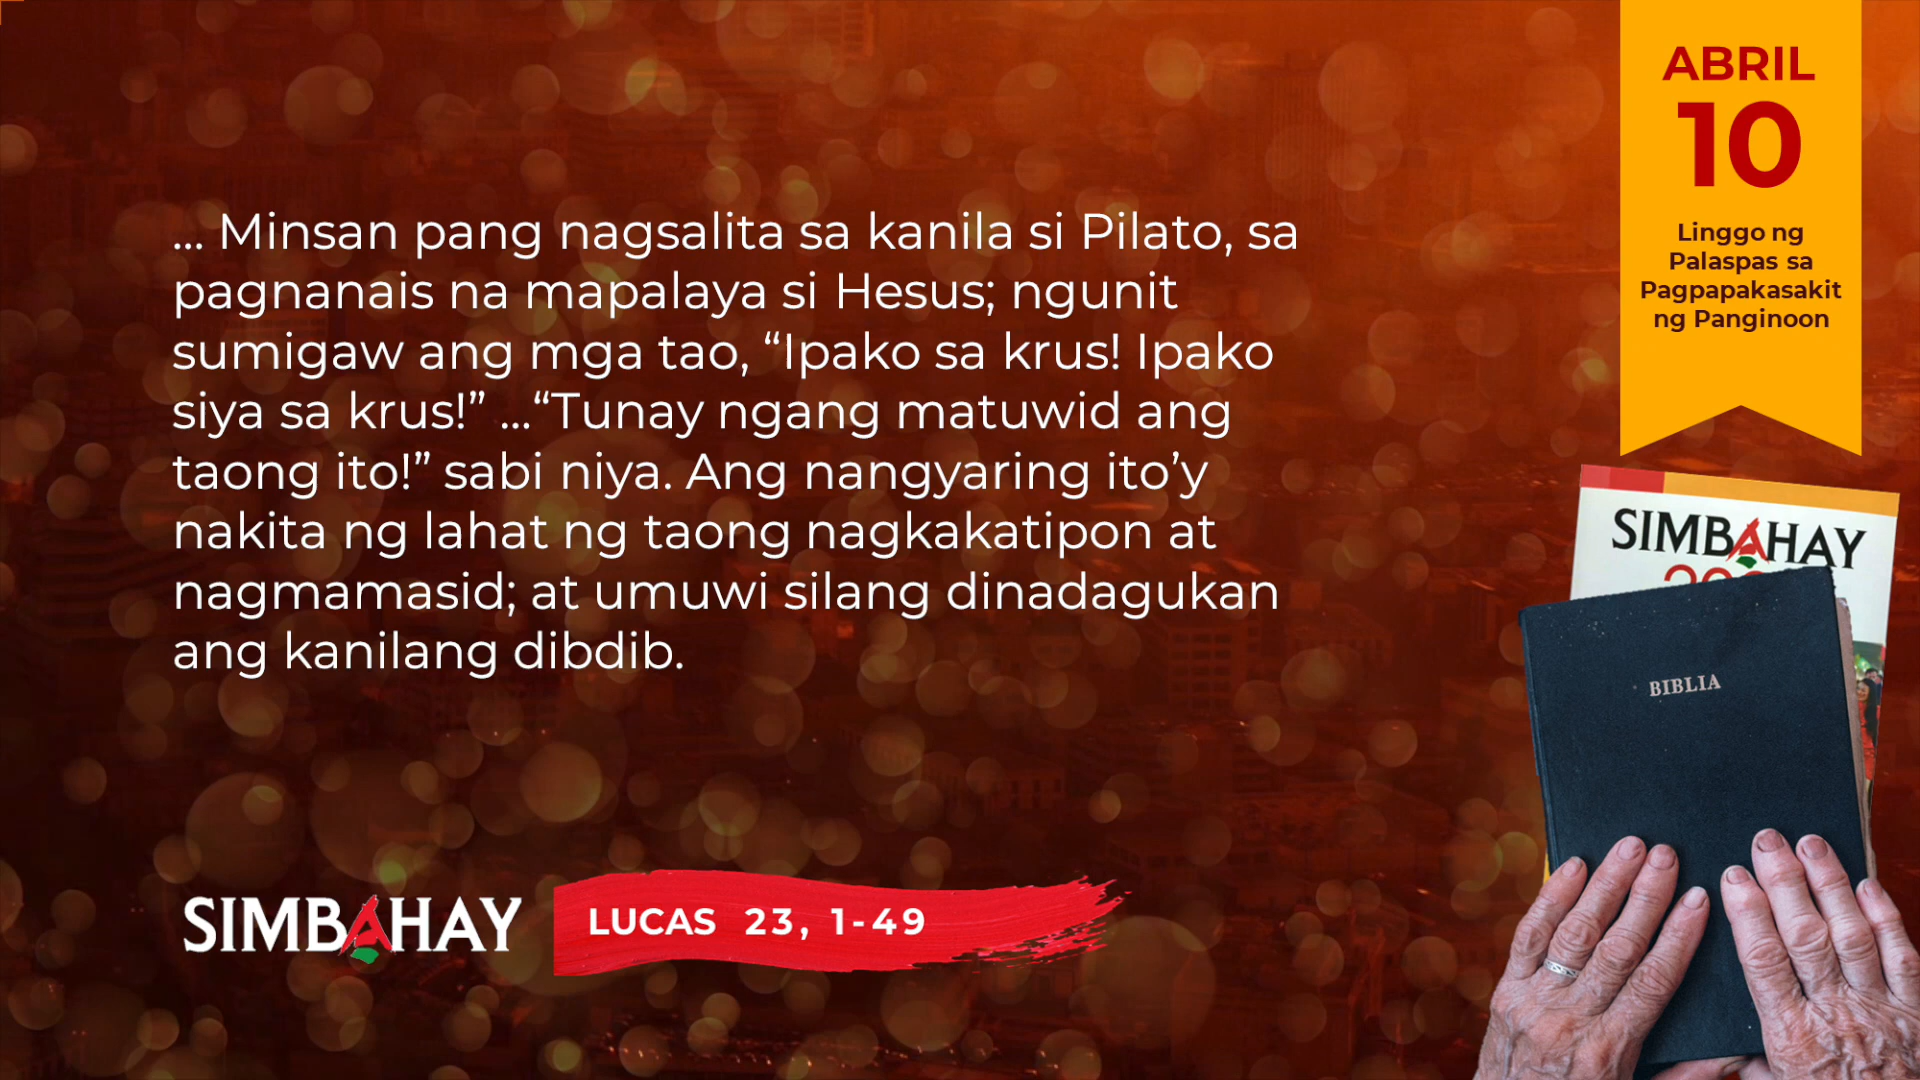 ... Minsan pang nagsalita sa kanila si Pilato, sa
pagnanais na mapalaya si Hesus; ngunit
sumigaw ang mga tao, “Ipako sa krus! Ipako
siya sa krus!” ...“Tunay ngang matuwid ang
taong ito!” sabi niya. Ang nangyaring ito’y
nakita ng lahat ng taong nagkakatipon at
nagmamasid; at umuwi silang dinadagukan
ang kanilang dibdib.
SIMBAHAY
LUCAS 23, 1-49
ABRIL
10
Linggo ng
Palaspas sa
Pagpapakasakit
ng Panginoon
SIMBAHAY
BIBLIA